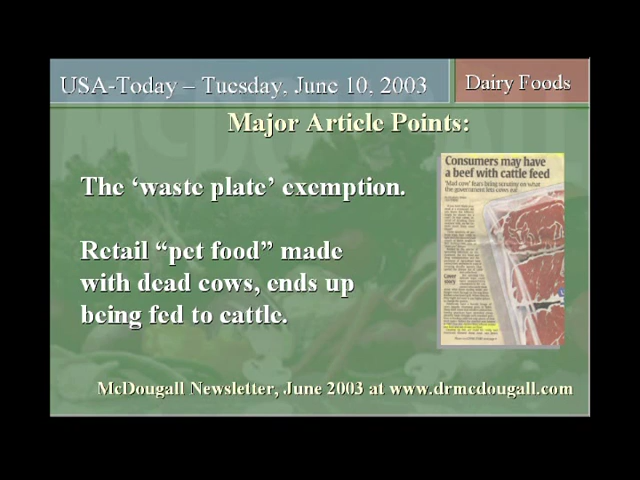 USA-Today – Tuesday, June 10, 2003
Dairy Foods
Major Article Points:
The ‘waste plate’ exemption.
Retail “pet food” made
with dead cows, ends up
being fed to cattle.
Consumers may have
a beef with cattle feed
'Mad cow' fears bring scrutiny on what
the government lets cows eat
McDougall Newsletter, June 2003 at www.drmcdougall.com